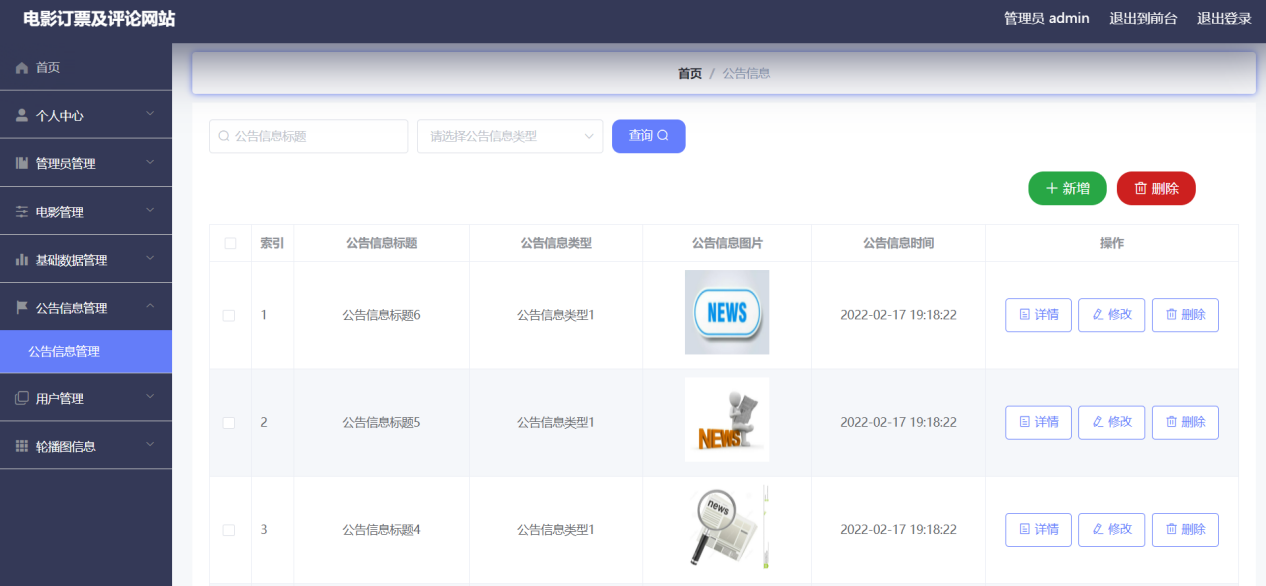 电影订票及评论网站
管理员 admin 退出到前台 退出登录
首页
个人中心
管理员管理
电影管理
基础数据管理
公告信息管理
公告信息管理
用户管理
轮播图信息
首页 / 公告信息
公告信息标题 请选择公告信息类型 查询
新增 删除
索引 公告信息标题 公告信息类型 公告信息图片 公告信息时间 操作
1 公告信息标题6 公告信息类型1 NEWS 2022-02-17 19:18:22 详情 修改 删除
2 公告信息标题5 公告信息类型1 NEWS 2022-02-17 19:18:22 详情 修改 删除
3 公告信息标题4 公告信息类型1 news 2022-02-17 19:18:22 详情 修改 删除